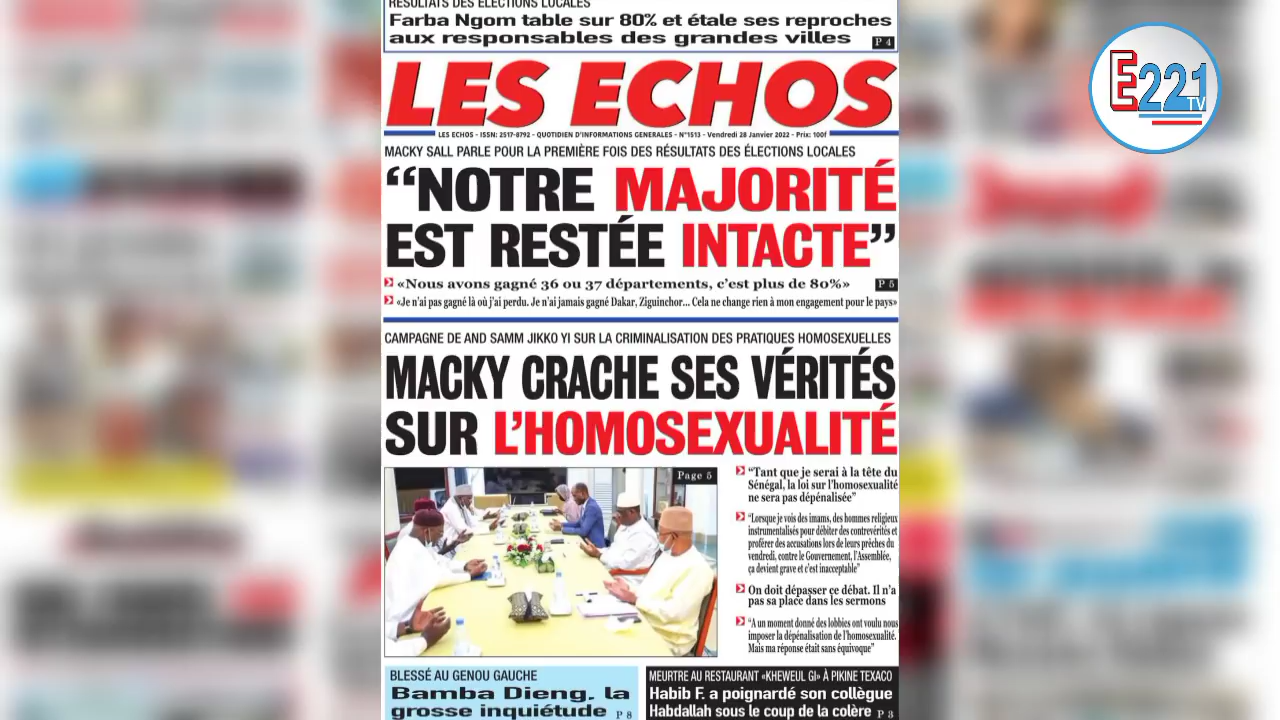 RÉSULTATS DES ÉLECTIONS LOCALES
Farba Ngom table sur 80% et étale ses reproches
aux responsables des grandes villes P 4
E221
TV
LES ECHOS
LES ECHOS - ISSN: 2517-8792 - QUOTIDIEN D'INFORMATIONS GENERALES - N°1513 - Vendredi 28 Janvier 2022 - Prix: 100f
MACKY SALL PARLE POUR LA PREMIÈRE FOIS DES RÉSULTATS DES ÉLECTIONS LOCALES
“NOTRE MAJORITÉ
EST RESTÉE INTACTE”
«Nous avons gagné 36 ou 37 départements, c'est plus de 80%» P 5
«Je n'ai pas gagné là où j'ai perdu. Je n'ai jamais gagné Dakar, Ziguinchor... Cela ne change rien à mon engagement pour le pays»
CAMPAGNE DE AND SAMM JIKKO YI SUR LA CRIMINALISATION DES PRATIQUES HOMOSEXUELLES
MACKY CRACHE SES VÉRITÉS
SUR L'HOMOSEXUALITÉ
Page 5
“Tant que je serai à la tête du
Sénégal, la loi sur l'homosexualité
ne sera pas dépénalisée”
“Lorsque je vois des imams, des hommes religieux
instrumentalisés pour débiter des contrevérités et
proférer des accusations lors de leurs prêches du
vendredi, contre le Gouvernement, l'Assemblée,
ça devient grave et c'est inacceptable”
On doit dépasser ce débat. Il n'a
pas sa place dans les sermons
“A un moment donné des lobbies ont voulu nous
imposer la dépénalisation de l'homosexualité.
Mais ma réponse était sans équivoque”
BLESSÉ AU GENOU GAUCHE
Bamba Dieng, la
grosse inquiétude P 8
MEURTRE AU RESTAURANT «KHEWEUL GI» À PIKINE TEXACO
Habib F. a poignardé son collègue
Habdallah sous le coup de la colère P 3